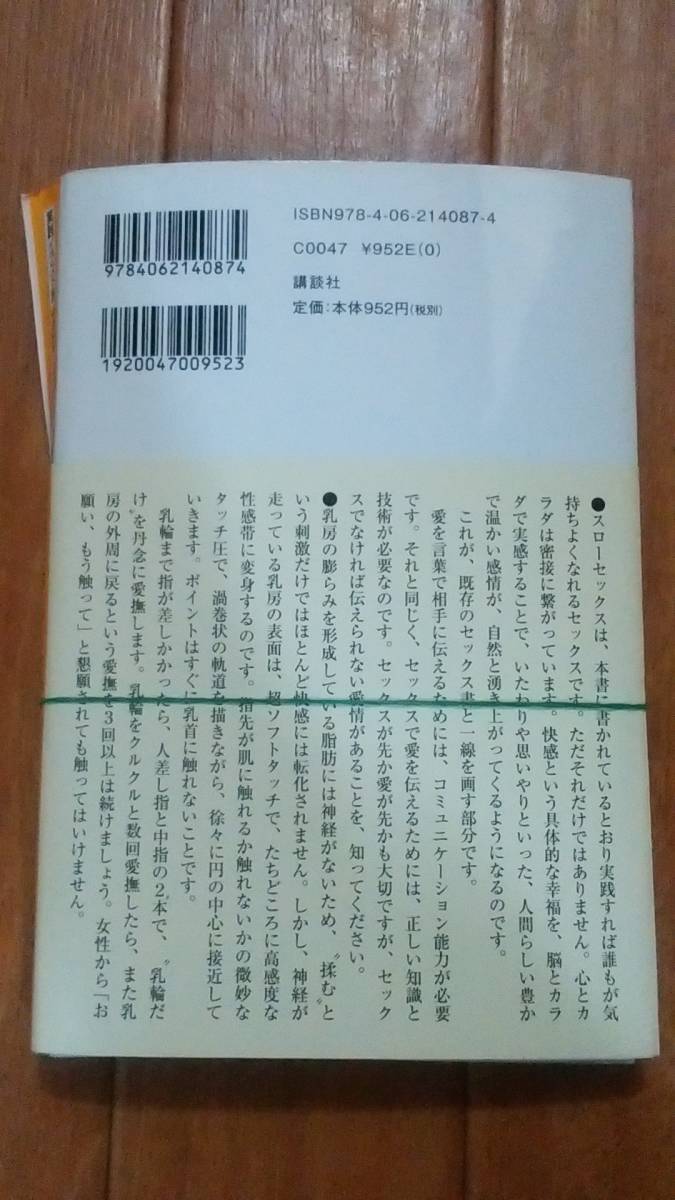 ISBN978-4-06-214087-4
C0047 ¥952E(0)
9784062140874
講談社
定価:本体952円(税別)
1920047009523
●スローセックスは、本書に書かれているとおり実践すれば誰もが気
持ちよくなれるセックスです。ただそれだけではありません。心とカ
ラダは密接に繋がっています。快感という具体的な幸福を、脳とカラ
ダで実感することで、いたわりや思いやりといった、人間らしい豊か
で温かい感情が、自然と湧き上がってくるようになるのです。
これが、既存のセックス書と一線を画す部分です。
愛を言葉で相手に伝えるためには、コミュニケーション能力が必要
です。それと同じく、セックスで愛を伝えるためには、正しい知識と
技術が必要なのです。セックスが先か愛が先かも大切ですが、セック
スでなければ伝えられない愛情があることを、知ってください。
●乳房の膨らみを形成している脂肪には神経がないため、〝揉む〟と
いう刺激だけではほとんど快感には転化されません。しかし、神経が
走っている乳房の表面は、超ソフトタッチで、たちどころに高感度な
性感帯に変身するのです。指先が肌に触れるか触れないかの微妙な
タッチ圧で、渦巻状の軌道を描きながら、徐々に円の中心に接近して
いきます。ポイントはすぐに乳首に触れないことです。
乳輪まで指が差しかかったら、人差し指と中指の2本で、〝乳輪だ
け〟を丹念に愛撫します。乳輪をクルクルと数回愛撫したら、また乳
房の外周に戻るという愛撫を3回以上は続けましょう。女性から「お
願い、もう触って」と懇願されても触ってはいけません。